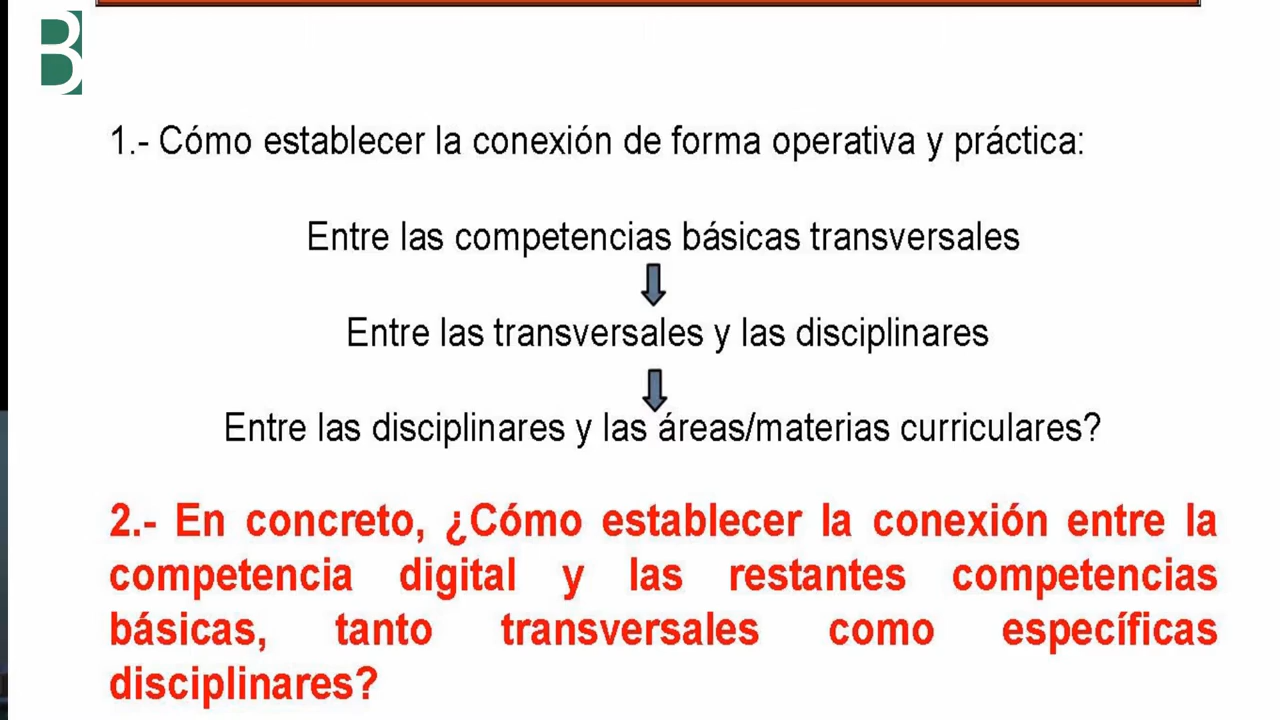 B
1.- Cómo establecer la conexión de forma operativa y práctica:
Entre las competencias básicas transversales
Entre las transversales y las disciplinares
Entre las disciplinares y las áreas/materias curriculares?
2.- En concreto, ¿Cómo establecer la conexión entre la
competencia digital y las restantes competencias
básicas, tanto transversales como específicas
disciplinares?